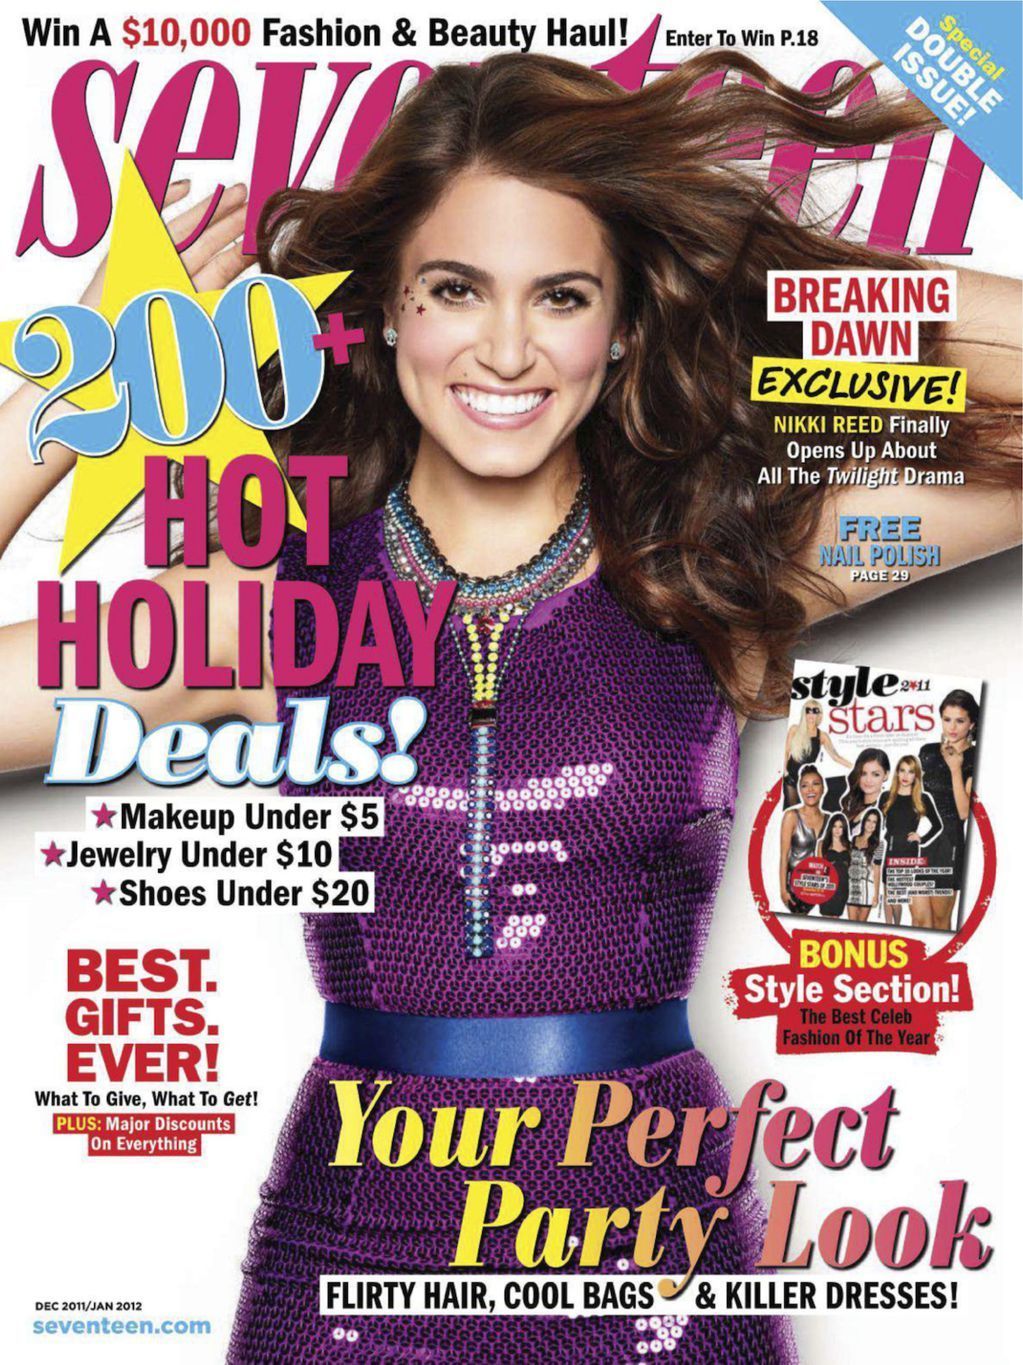 Win A $10,000 Fashion & Beauty Haul!
Enter To Win P.18
Special
DOUBLE
ISSUE!
seventeen
200+
HOT
HOLIDAY
Deals!
★Makeup Under $5
★Jewelry Under $10
★Shoes Under $20
BREAKING
DAWN
EXCLUSIVE!
NIKKI REED Finally
Opens Up About
All The Twilight Drama
FREE
NAIL POLISH
PAGE 29
style 2*11
stars
INSIDE:
BONUS
Style Section!
The Best Celeb
Fashion Of The Year
BEST.
GIFTS.
EVER!
What To Give, What To Get!
PLUS: Major Discounts
On Everything
Your Perfect
Party Look
FLIRTY HAIR, COOL BAGS & KILLER DRESSES!
DEC 2011/JAN 2012
seventeen.com